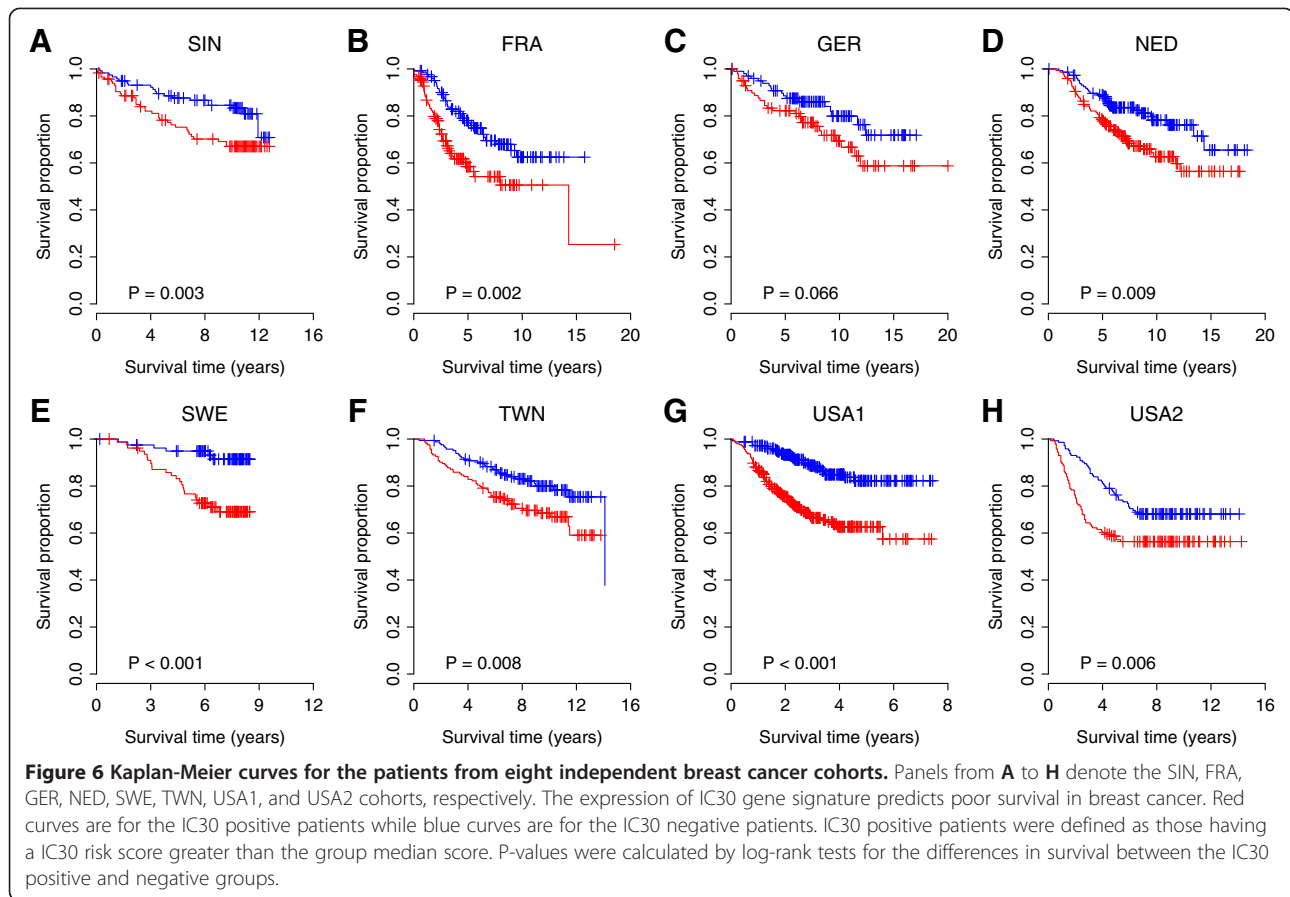 A
SIN
Survival proportion
0.0 0.2 0.4 0.6 0.8 1.0
P = 0.003
0 4 8 12 16
Survival time (years)
B
FRA
Survival proportion
0.0 0.2 0.4 0.6 0.8 1.0
P = 0.002
0 5 10 15 20
Survival time (years)
C
GER
Survival proportion
0.0 0.2 0.4 0.6 0.8 1.0
P = 0.066
0 5 10 15 20
Survival time (years)
D
NED
Survival proportion
0.0 0.2 0.4 0.6 0.8 1.0
P = 0.009
0 5 10 15 20
Survival time (years)
E
SWE
Survival proportion
0.0 0.2 0.4 0.6 0.8 1.0
P < 0.001
0 3 6 9 12
Survival time (years)
F
TWN
Survival proportion
0.0 0.2 0.4 0.6 0.8 1.0
P = 0.008
0 4 8 12 16
Survival time (years)
G
USA1
Survival proportion
0.0 0.2 0.4 0.6 0.8 1.0
P < 0.001
0 2 4 6 8
Survival time (years)
H
USA2
Survival proportion
0.0 0.2 0.4 0.6 0.8 1.0
P = 0.006
0 4 8 12 16
Survival time (years)
Figure 6 Kaplan-Meier curves for the patients from eight independent breast cancer cohorts. Panels from A to H denote the SIN, FRA,
GER, NED, SWE, TWN, USA1, and USA2 cohorts, respectively. The expression of IC30 gene signature predicts poor survival in breast cancer. Red
curves are for the IC30 positive patients while blue curves are for the IC30 negative patients. IC30 positive patients were defined as those having
a IC30 risk score greater than the group median score. P-values were calculated by log-rank tests for the differences in survival between the IC30
positive and negative groups.